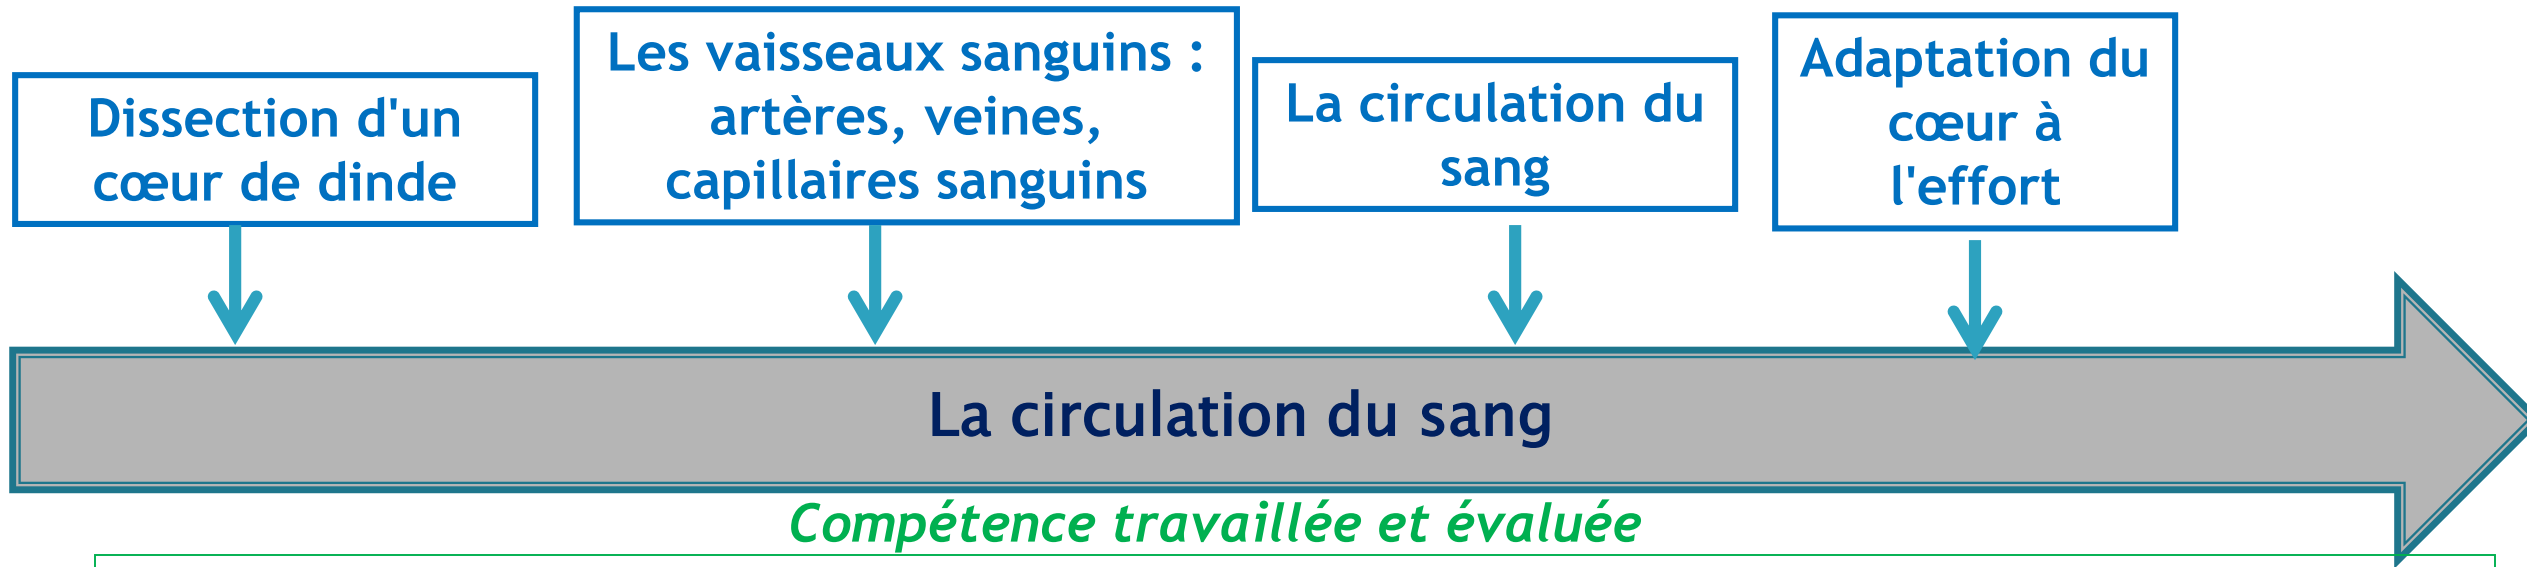 Dissection d'un
cœur de dinde
Les vaisseaux sanguins :
artères, veines,
capillaires sanguins
La circulation du
sang
Adaptation du
cœur à
l'effort
La circulation du sang
Compétence travaillée et évaluée